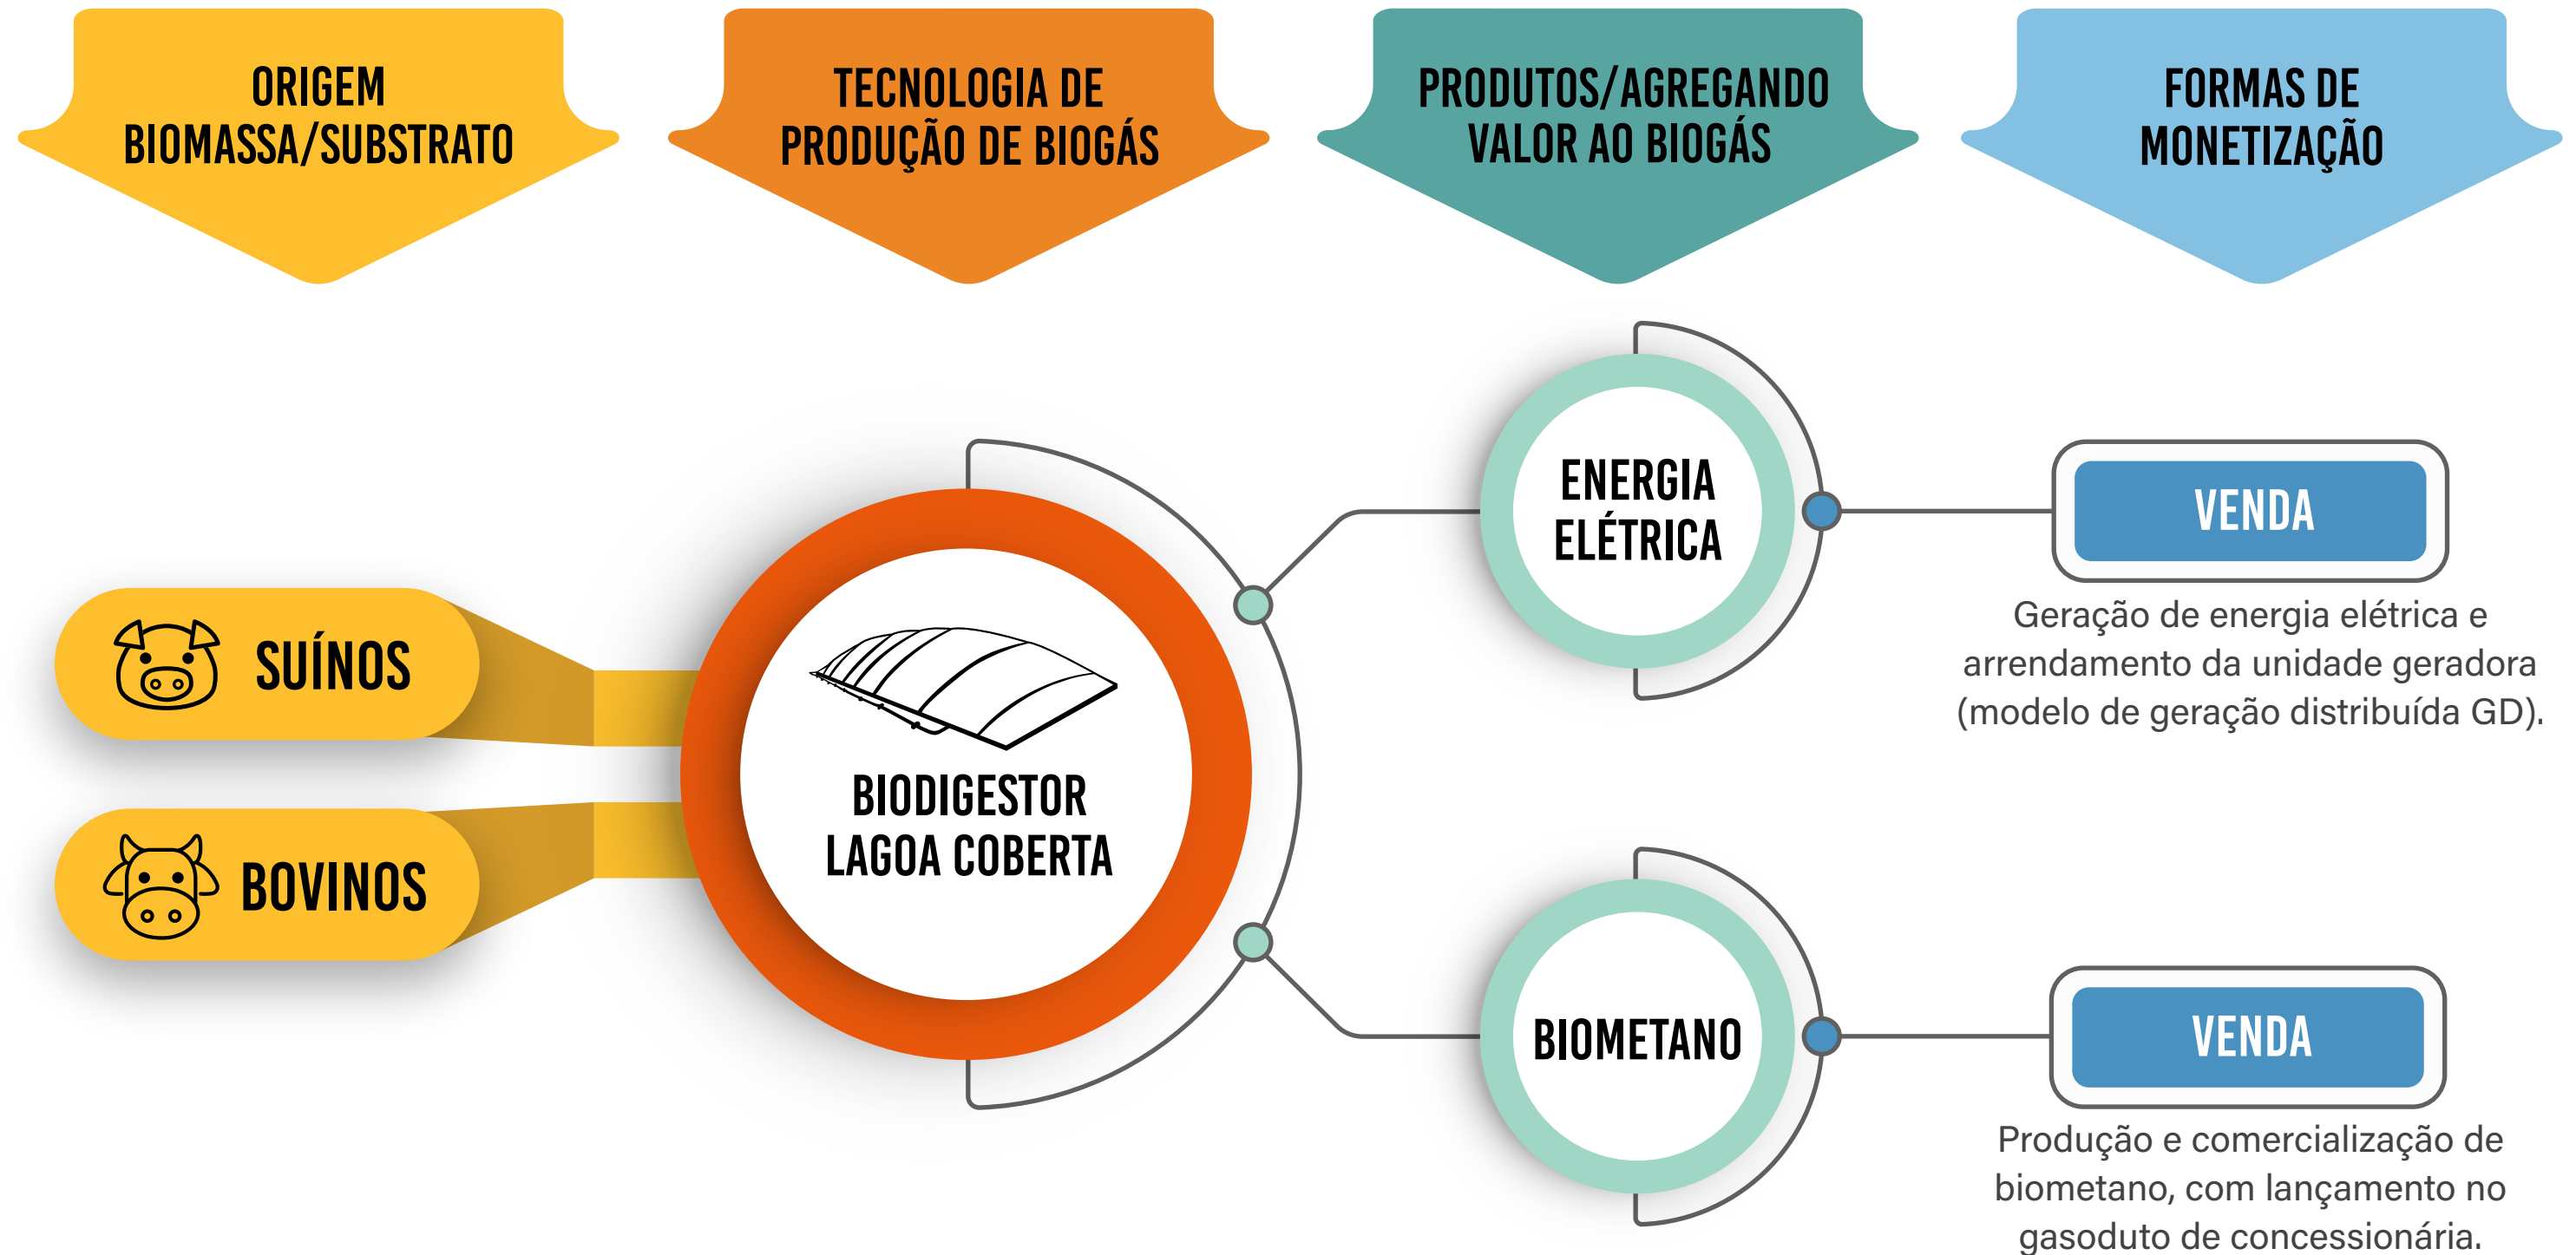 ORIGEM
BIOMASSA/SUBSTRATO
TECNOLOGIA DE
PRODUÇÃO DE BIOGÁS
PRODUTOS/AGREGANDO
VALOR AO BIOGÁS
FORMAS DE
MONETIZAÇÃO
SUÍNOS
BOVINOS
BIODIGESTOR
LAGOA COBERTA
ENERGIA
ELÉTRICA
VENDA
Geração de energia elétrica e
arrendamento da unidade geradora
(modelo de geração distribuída GD).
BIOMETANO
VENDA
Produção e comercialização de
biometano, com lançamento no
gasoduto de concessionária.